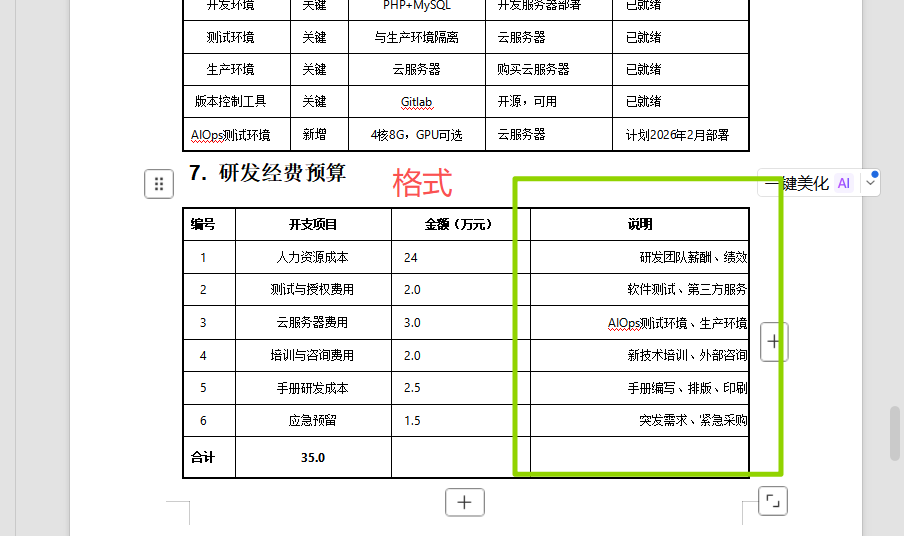 开发环境 关键 PHP+MySQL 开发服务器部署 已就绪
测试环境 关键 与生产环境隔离 云服务器 已就绪
生产环境 关键 云服务器 购买云服务器 已就绪
版本控制工具 关键 Gitlab 开源，可用 已就绪
AIOps测试环境 新增 4核8G，GPU可选 云服务器 计划2026年2月部署
7. 研发经费预算
格式
一键美化 AI
编号 开支项目 金额（万元） 说明
1 人力资源成本 24 研发团队薪酬、绩效
2 测试与授权费用 2.0 软件测试、第三方服务
3 云服务器费用 3.0 AIOps测试环境、生产环境
4 培训与咨询费用 2.0 新技术培训、外部咨询
5 手册研发成本 2.5 手册编写、排版、印刷
6 应急预留 1.5 突发需求、紧急采购
合计 35.0